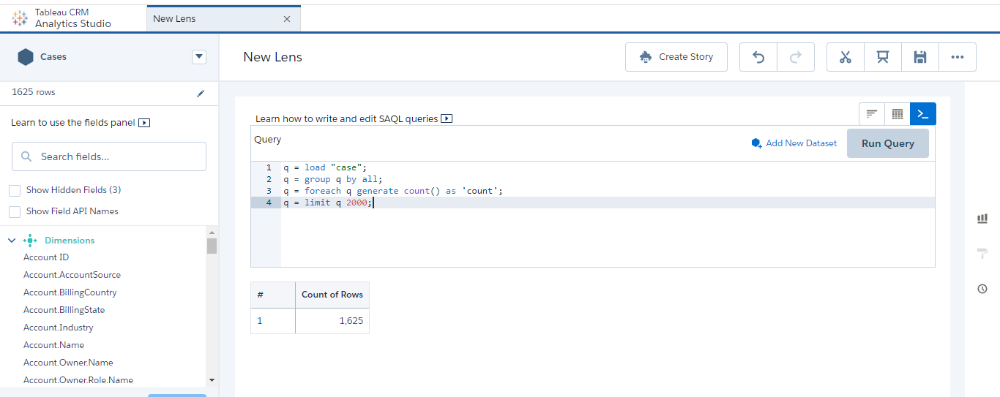 Tableau CRM
Analytics Studio
New Lens
Cases
New Lens
Create Story
1625 rows
Learn to use the fields panel
Search fields...
Show Hidden Fields (3)
Show Field API Names
Dimensions
Account ID
Account.AccountSource
Account.BillingCountry
Account.BillingState
Account.Industry
Account.Name
Account.Owner.Name
Account.Owner.Role.Name
Learn how to write and edit SAQL queries
Query
Add New Dataset
Run Query
1 q = load "case";
2 q = group q by all;
3 q = foreach q generate count() as 'count';
4 q = limit q 2000;
# Count of Rows
1 1,625